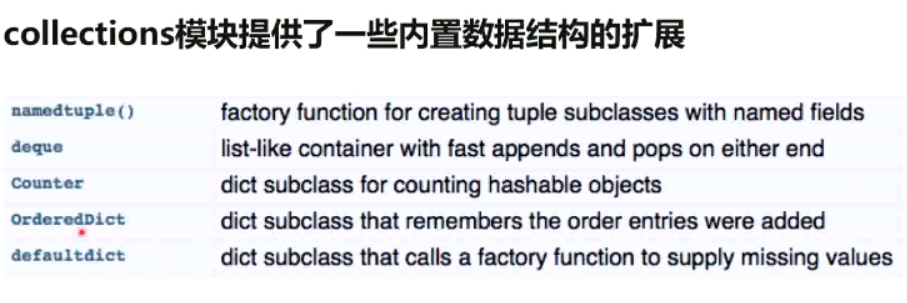 collections模块提供了一些内置数据结构的扩展
namedtuple() factory function for creating tuple subclasses with named fields
deque list-like container with fast appends and pops on either end
Counter dict subclass for counting hashable objects
OrderedDict dict subclass that remembers the order entries were added
defaultdict dict subclass that calls a factory function to supply missing values